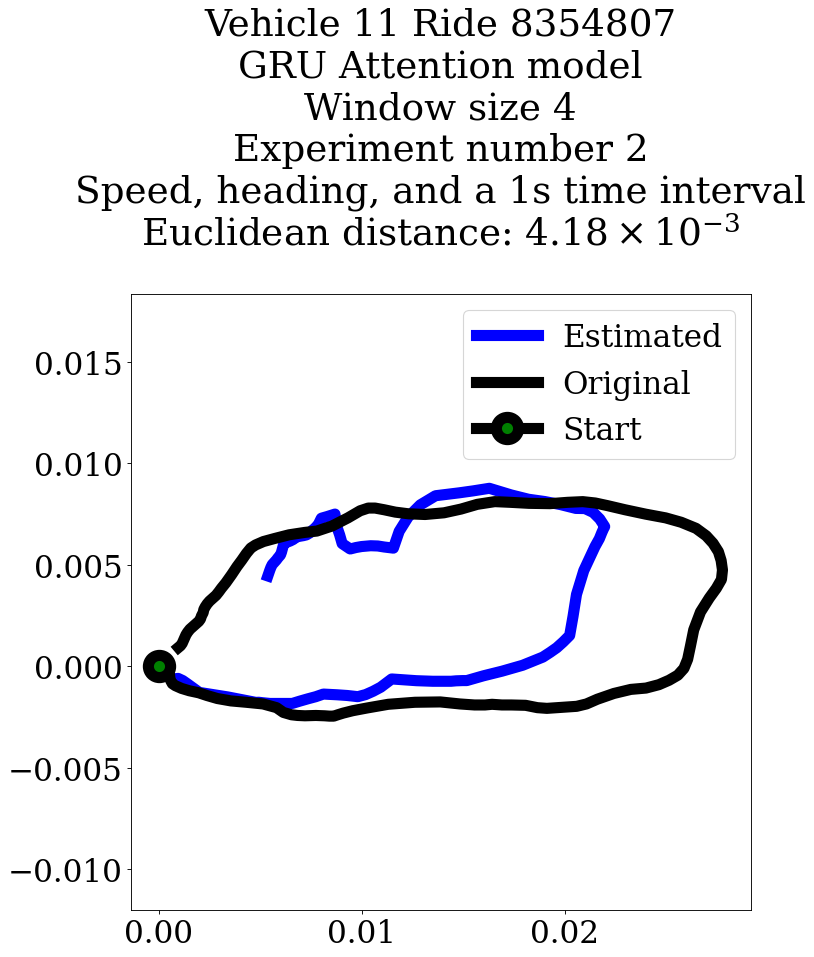 Vehicle 11 Ride 8354807
GRU Attention model
Window size 4
Experiment number 2
Speed, heading, and a 1s time interval
Euclidean distance: 4.18 × 10⁻³
Estimated
Original
Start
0.015
0.010
0.005
0.000
−0.005
−0.010
0.00 0.01 0.02